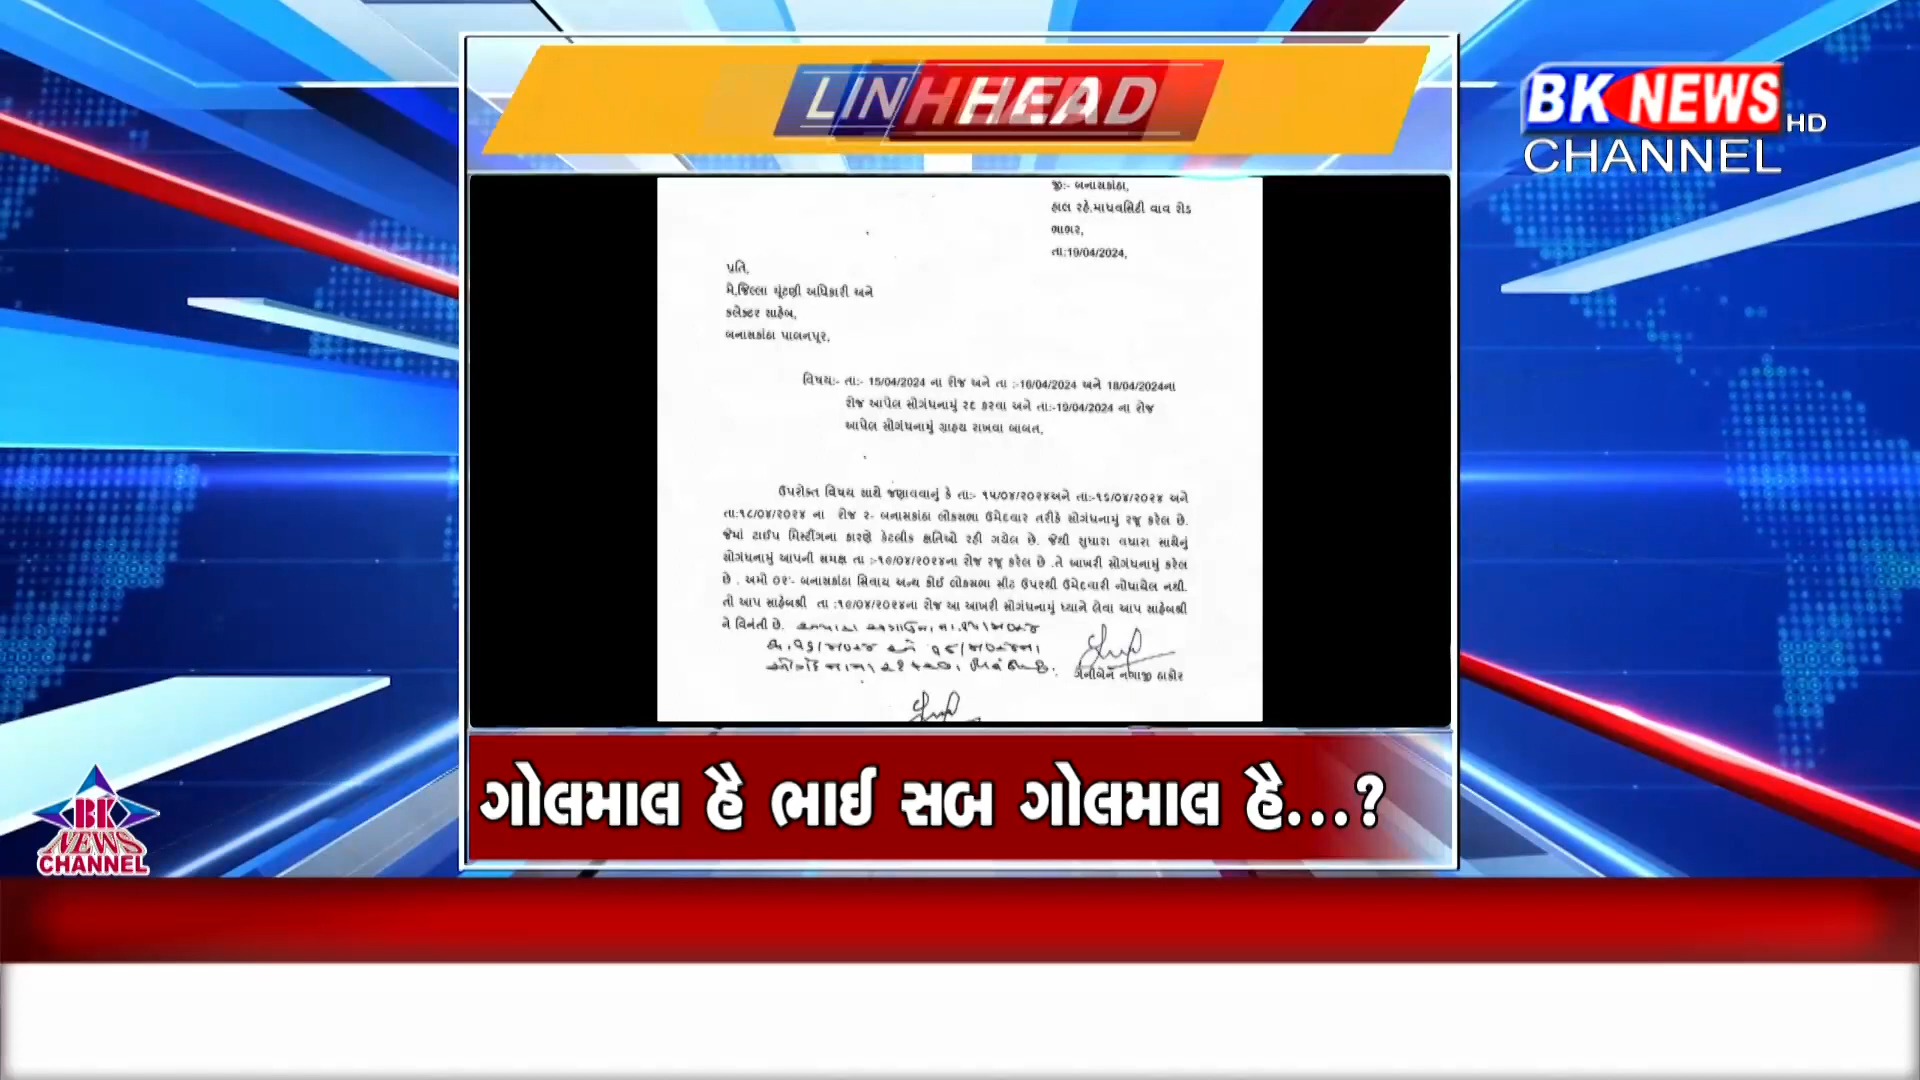 BK NEWS HD
CHANNEL
જી:- બનાસકાંઠા,
હાલ રહે.માધવસિટી વાવ રોડ
ભાભર,
તા:19/04/2024,
પ્રતિ,
મે.જિલ્લા ચૂંટણી અધિકારી અને
કલેક્ટર સાહેબ,
બનાસકાંઠા પાલનપૂર,
વિષય:- તા:- 15/04/2024 ના રોજ અને તા :-16/04/2024 અને 18/04/2024ના
રોજ આપેલ સોગંધનામું રદ કરવા અને તા:-19/04/2024 ના રોજ
આપેલ સોગંધનામું ગ્રાહ્ય રાખવા બાબત,
ઉપરોક્ત વિષય સાથે જણાવવાનું કે તા:- ૧૫/૦૪/૨૦૨૪અને તા:-૧૬/૦૪/૨૦૨૪ અને
તા:૧૮/૦૪/૨૦૨૪ ના રોજ ૨- બનાસકાંઠા લોકસભા ઉમેદવાર તરીકે સોગંધનામું રજૂ કરેલ છે.
જેમાં ટાઈપ મિસ્ટીંગના કારણે કેટલીક ક્ષતિઓ રહી ગયેલ છે. જેથી સુધારા વધારા સાથેનું
સોગંધનામું આપની સમક્ષ તા :-૧૯/૦૪/૨૦૨૪ના રોજ રજૂ કરેલ છે .તે આખરી સોગંધનામું કરેલ
છે . અમો ૦૨- બનાસકાંઠા સિવાય અન્ય કોઈ લોકસભા સીટ ઉપરથી ઉમેદવારી નોધાયેલ નથી.
તો આપ સાહેબશ્રી તા :૧૯/૦૪/૨૦૨૪ના રોજ આ આખરી સોગંધનામું ધ્યાને લેવા આપ સાહેબશ્રી
ને વિનંતી છે.
ગેનીબેન નગાજી ઠાકોર
ગોલમાલ હૈ ભાઈ સબ ગોલમાલ હૈ...?
BK
NEWS
CHANNEL